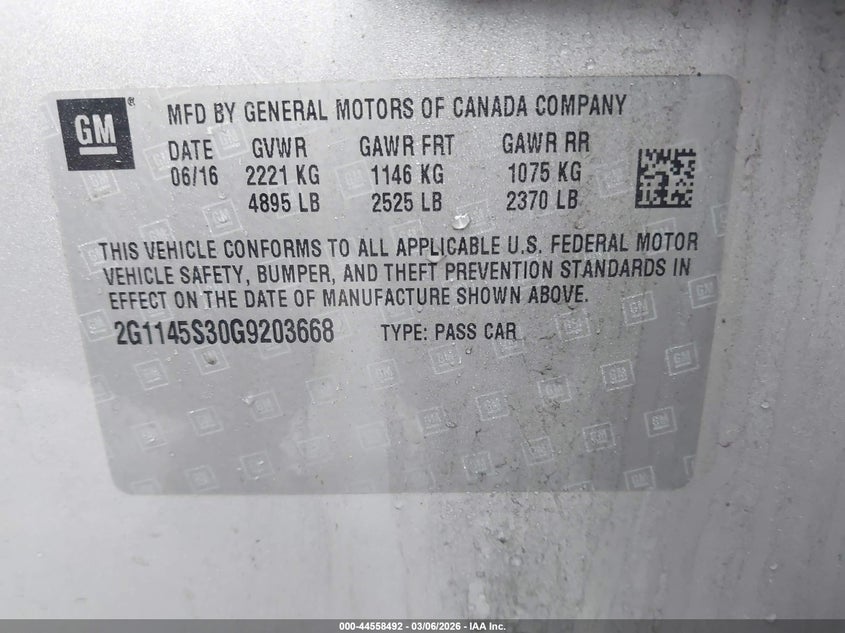 GM ® MFD BY GENERAL MOTORS OF CANADA COMPANY
DATE GVWR GAWR FRT GAWR RR
06/16 2221 KG 1146 KG 1075 KG
4895 LB 2525 LB 2370 LB
THIS VEHICLE CONFORMS TO ALL APPLICABLE U.S. FEDERAL MOTOR
VEHICLE SAFETY, BUMPER, AND THEFT PREVENTION STANDARDS IN
EFFECT ON THE DATE OF MANUFACTURE SHOWN ABOVE.
2G1145S30G9203668 TYPE: PASS CAR
000-44558492 - 03/06/2026 - IAA Inc.